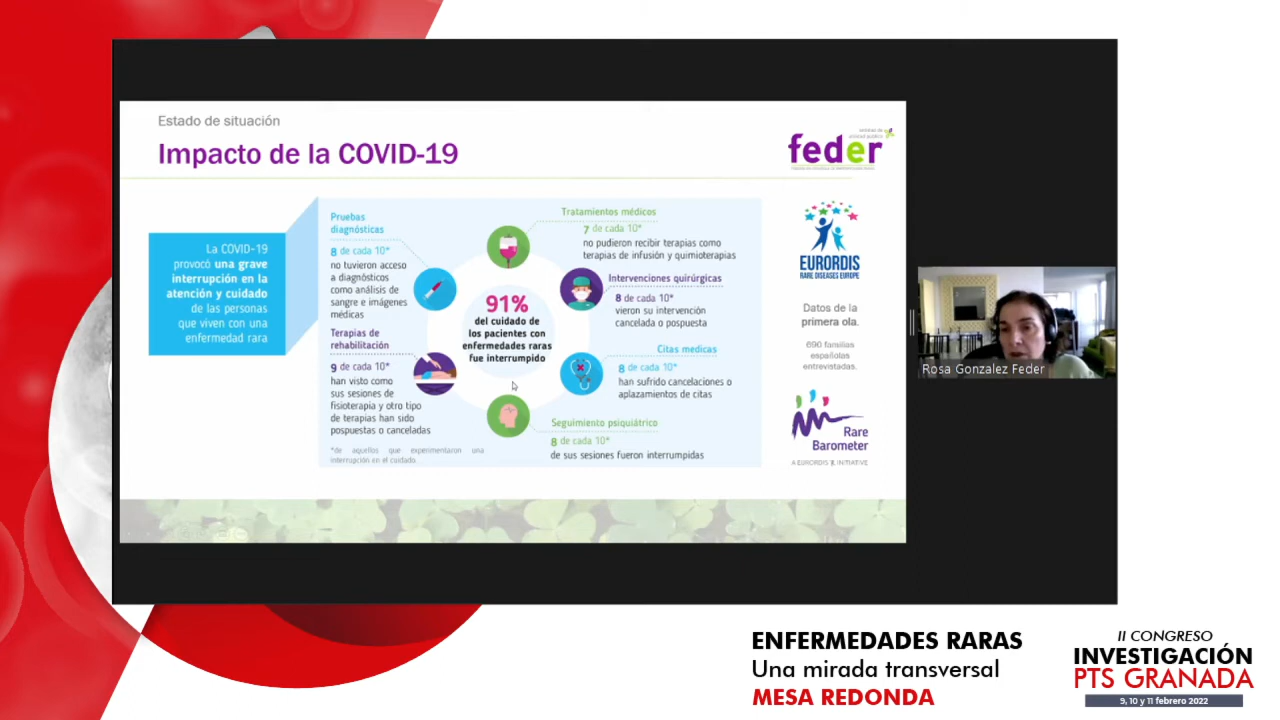 Estado de situación
Impacto de la COVID-19
feder
La COVID-19
provocó una grave
interrupción en la
atención y cuidado
de las personas
que viven con una
enfermedad rara
Pruebas
diagnósticas
8 de cada 10*
no tuvieron acceso
a diagnósticos
como análisis de
sangre e imágenes
médicas
Terapias de
rehabilitación
9 de cada 10*
han visto como
sus sesiones de
fisioterapia y otro tipo
de terapias han sido
pospuestas o canceladas
*de aquellos que experimentaron una
interrupción en el cuidado.
91%
del cuidado de
los pacientes con
enfermedades raras
fue interrumpido
Tratamientos médicos
7 de cada 10*
no pudieron recibir terapias como
terapias de infusión y quimioterapias
Intervenciones quirúrgicas
8 de cada 10*
vieron su intervención
cancelada o pospuesta
Citas medicas
8 de cada 10*
han sufrido cancelaciones o
aplazamientos de citas
Seguimiento psiquiátrico
8 de cada 10*
de sus sesiones fueron interrumpidas
EURORDIS
RARE DISEASES EUROPE
Datos de la
primera ola.
690 familias
españolas
entrevistadas.
Rare
Barometer
A EURORDIS INITIATIVE
Rosa Gonzalez Feder
ENFERMEDADES RARAS
Una mirada transversal
MESA REDONDA
II CONGRESO
INVESTIGACIÓN
PTS GRANADA
9, 10 y 11 febrero 2022